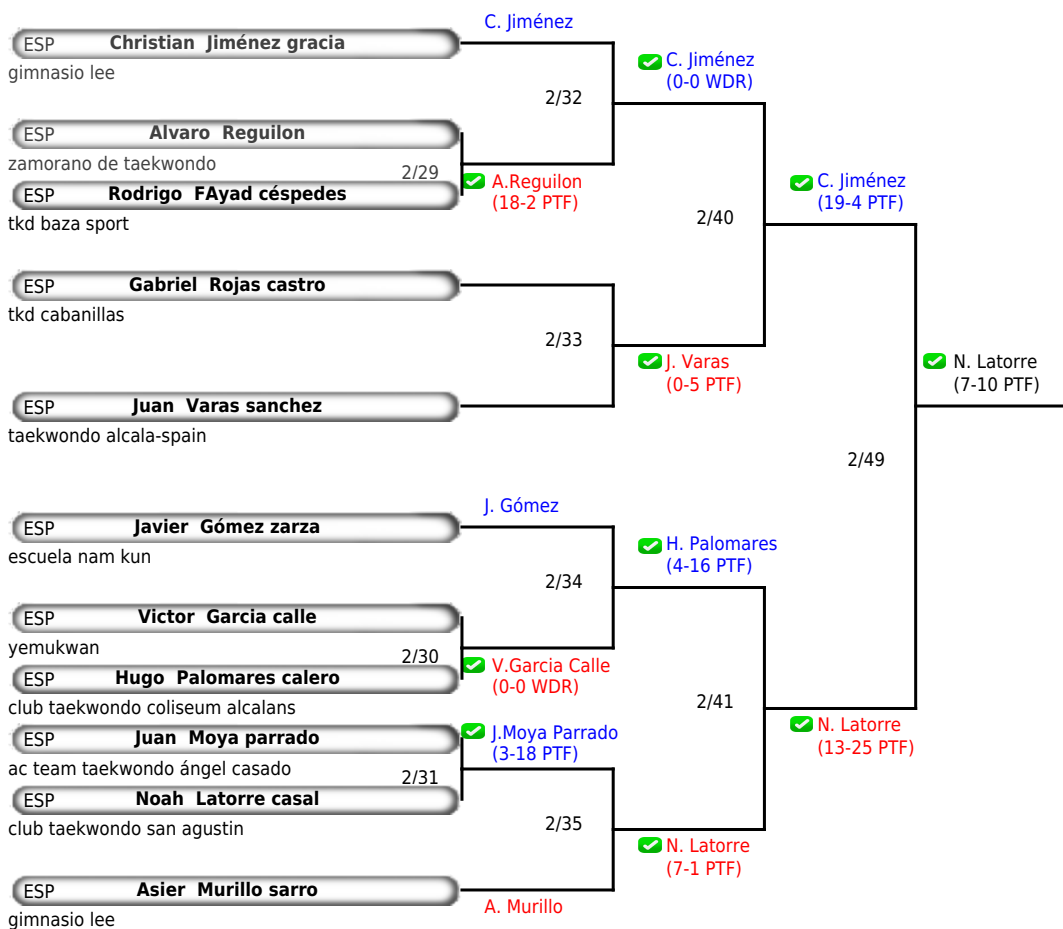 C. Jiménez
ESP Christian Jiménez gracia
gimnasio lee
C. Jiménez
(0-0 WDR)
2/32
ESP Alvaro Reguilon
zamorano de taekwondo
2/29
ESP Rodrigo FAyad céspedes
tkd baza sport
A.Reguilon
(18-2 PTF)
C. Jiménez
(19-4 PTF)
2/40
ESP Gabriel Rojas castro
tkd cabanillas
2/33
J. Varas
(0-5 PTF)
N. Latorre
(7-10 PTF)
ESP Juan Varas sanchez
taekwondo alcala-spain
2/49
J. Gómez
ESP Javier Gómez zarza
escuela nam kun
H. Palomares
(4-16 PTF)
2/34
ESP Victor Garcia calle
yemukwan
2/30
ESP Hugo Palomares calero
club taekwondo coliseum alcalans
V.Garcia Calle
(0-0 WDR)
2/41
ESP Juan Moya parrado
ac team taekwondo ángel casado
J.Moya Parrado
(3-18 PTF)
N. Latorre
(13-25 PTF)
2/31
ESP Noah Latorre casal
club taekwondo san agustin
2/35
N. Latorre
(7-1 PTF)
ESP Asier Murillo sarro
gimnasio lee
A. Murillo